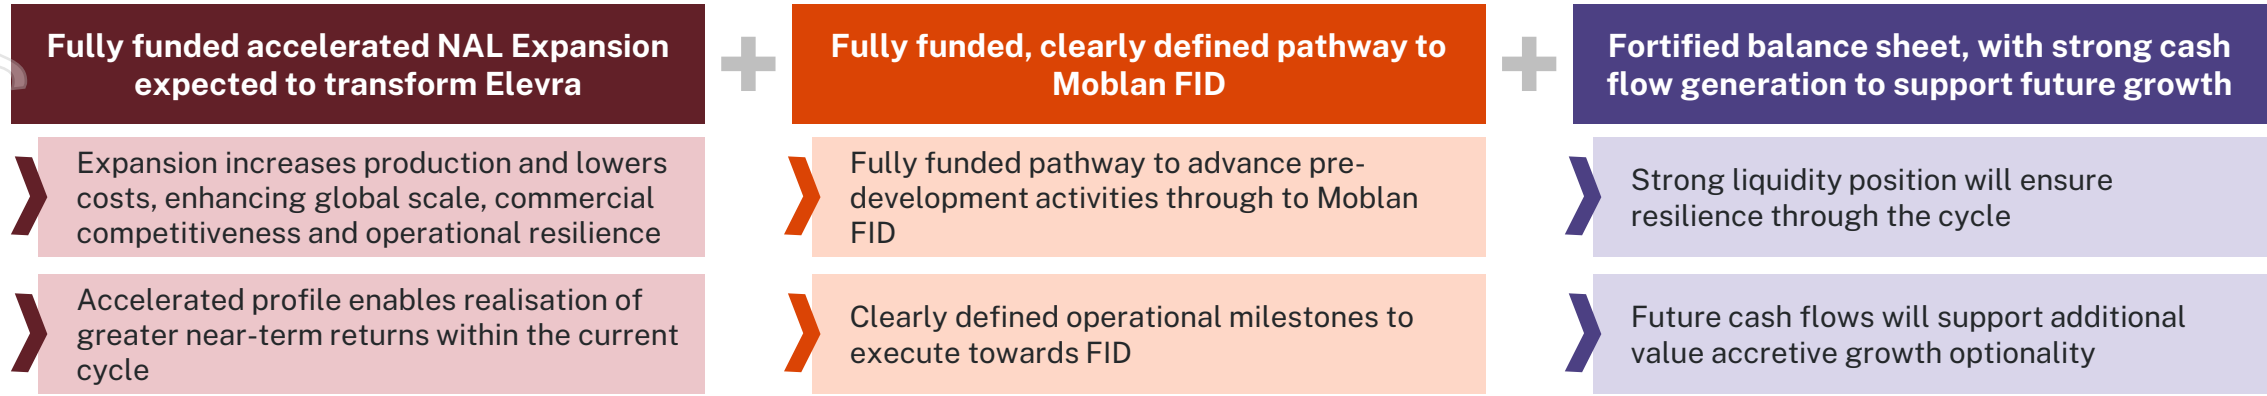 Fully funded accelerated NAL Expansion
expected to transform Elevra
Expansion increases production and lowers
costs, enhancing global scale, commercial
competitiveness and operational resilience
Accelerated profile enables realisation of
greater near-term returns within the current
cycle
Fully funded, clearly defined pathway to
Moblan FID
Fully funded pathway to advance pre-
development activities through to Moblan
FID
Clearly defined operational milestones to
execute towards FID
Fortified balance sheet, with strong cash
flow generation to support future growth
Strong liquidity position will ensure
resilience through the cycle
Future cash flows will support additional
value accretive growth optionality